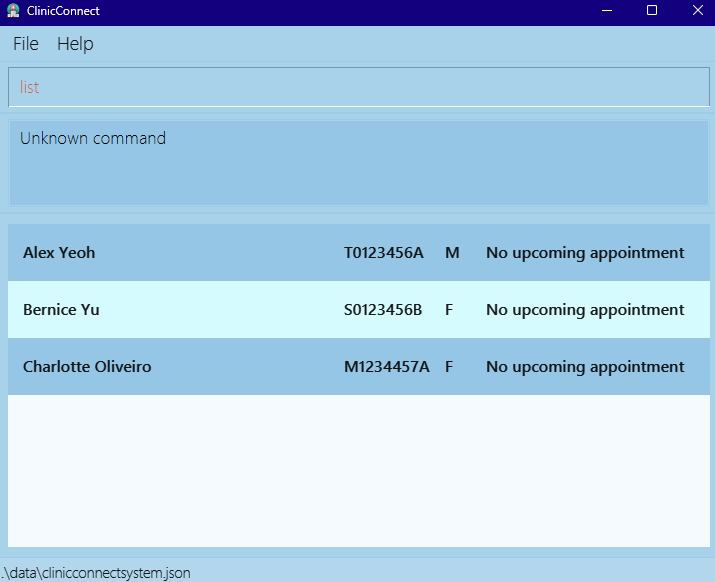 ClinicConnect
File Help
list
Unknown command
Alex Yeoh T0123456A M No upcoming appointment
Bernice Yu S0123456B F No upcoming appointment
Charlotte Oliveiro M1234457A F No upcoming appointment
.\data\clinicconnectsystem.json